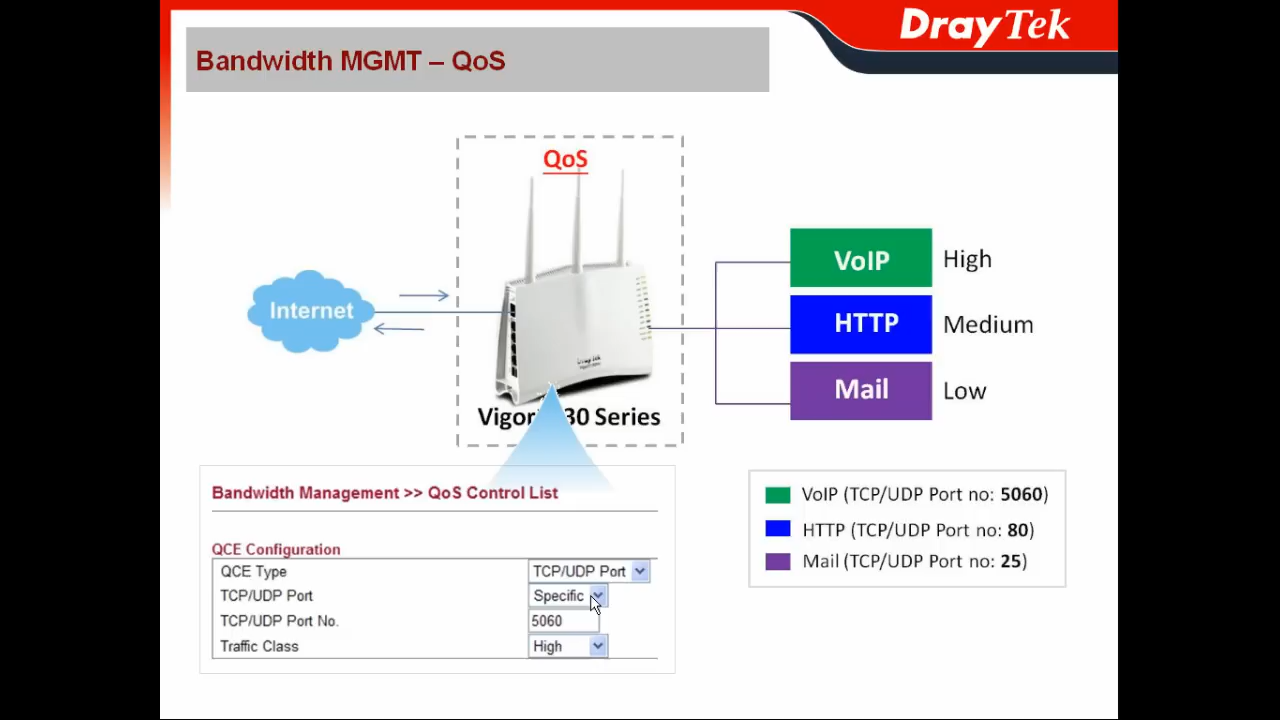 DrayTek
Bandwidth MGMT – QoS
QoS
Internet
VoIP High
HTTP Medium
Mail Low
Series
Bandwidth Management >> QoS Control List
QCE Configuration
QCE Type TCP/UDP Port
TCP/UDP Port Specific
TCP/UDP Port No. 5060
Traffic Class High
VoIP (TCP/UDP Port no: 5060)
HTTP (TCP/UDP Port no: 80)
Mail (TCP/UDP Port no: 25)